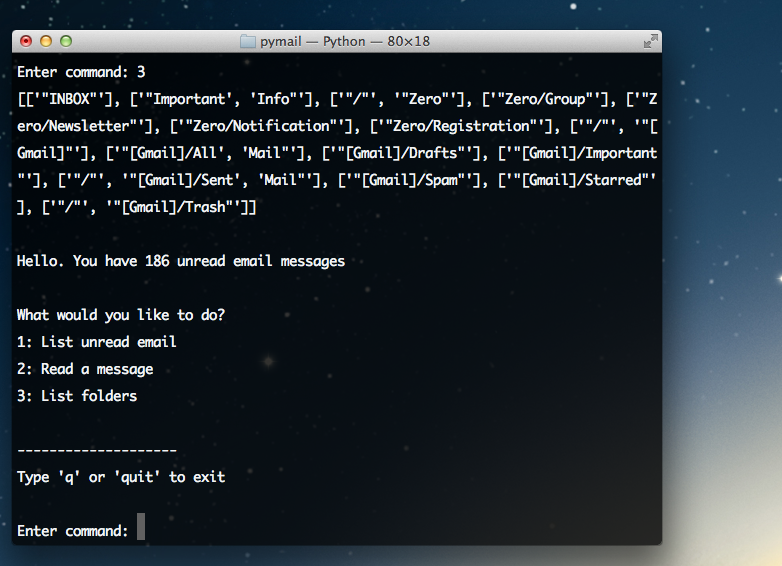 pymail — Python — 80×18
Enter command: 3
[['"INBOX"'], ['"Important', 'Info"'], ['"/"', '"Zero"'], ['"Zero/Group"'], ['"Z
ero/Newsletter"'], ['"Zero/Notification"'], ['"Zero/Registration"'], ['"/"', '"[
Gmail]"'], ['"[Gmail]/All', 'Mail"'], ['"[Gmail]/Drafts"'], ['"[Gmail]/Important
"'], ['"/"', '"[Gmail]/Sent', 'Mail"'], ['"[Gmail]/Spam"'], ['"[Gmail]/Starred"'
], ['"/"', '"[Gmail]/Trash"']]
Hello. You have 186 unread email messages
What would you like to do?
1: List unread email
2: Read a message
3: List folders
--------------------
Type 'q' or 'quit' to exit
Enter command: